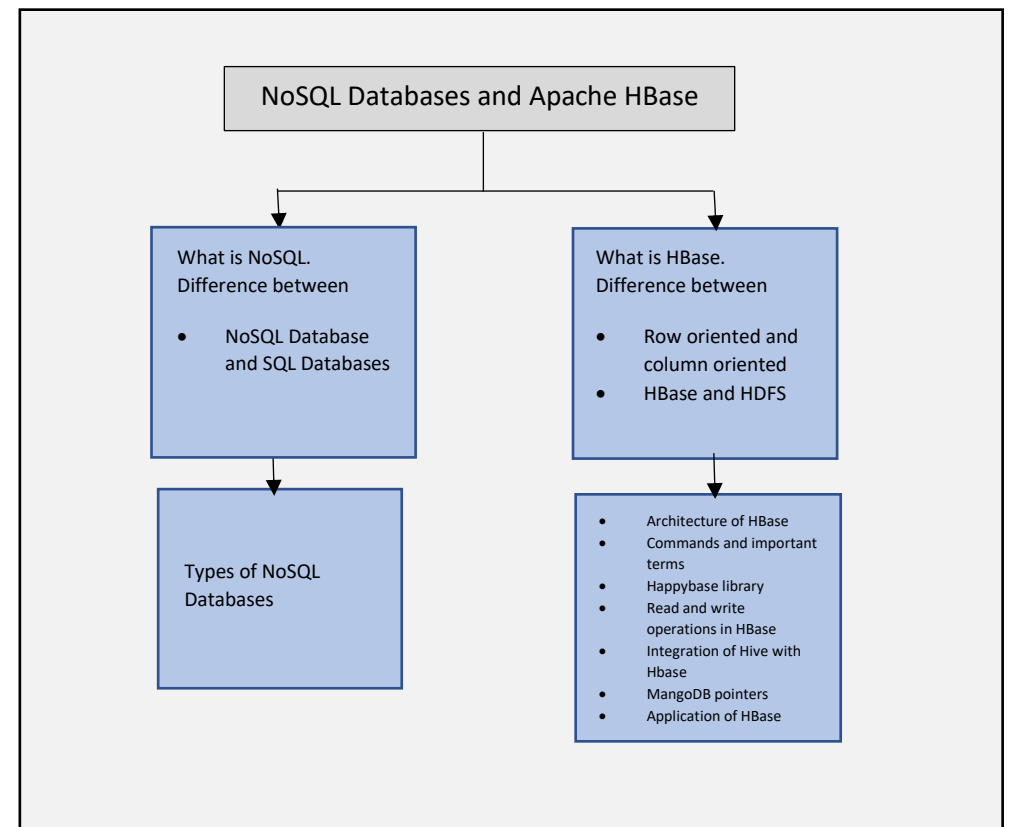 NoSQL Databases and Apache HBase
What is NoSQL.
Difference between
• NoSQL Database
and SQL Databases
Types of NoSQL
Databases
What is HBase.
Difference between
• Row oriented and
column oriented
• HBase and HDFS
• Architecture of HBase
• Commands and important
terms
• Happybase library
• Read and write
operations in HBase
• Integration of Hive with
Hbase
• MangoDB pointers
• Application of HBase